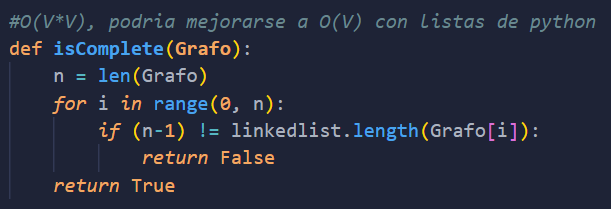 #O(V*V), podria mejorarse a O(V) con listas de python
def isComplete(Grafo):
    n = len(Grafo)
    for i in range(0, n):
        if (n-1) != linkedlist.length(Grafo[i]):
            return False
    return True